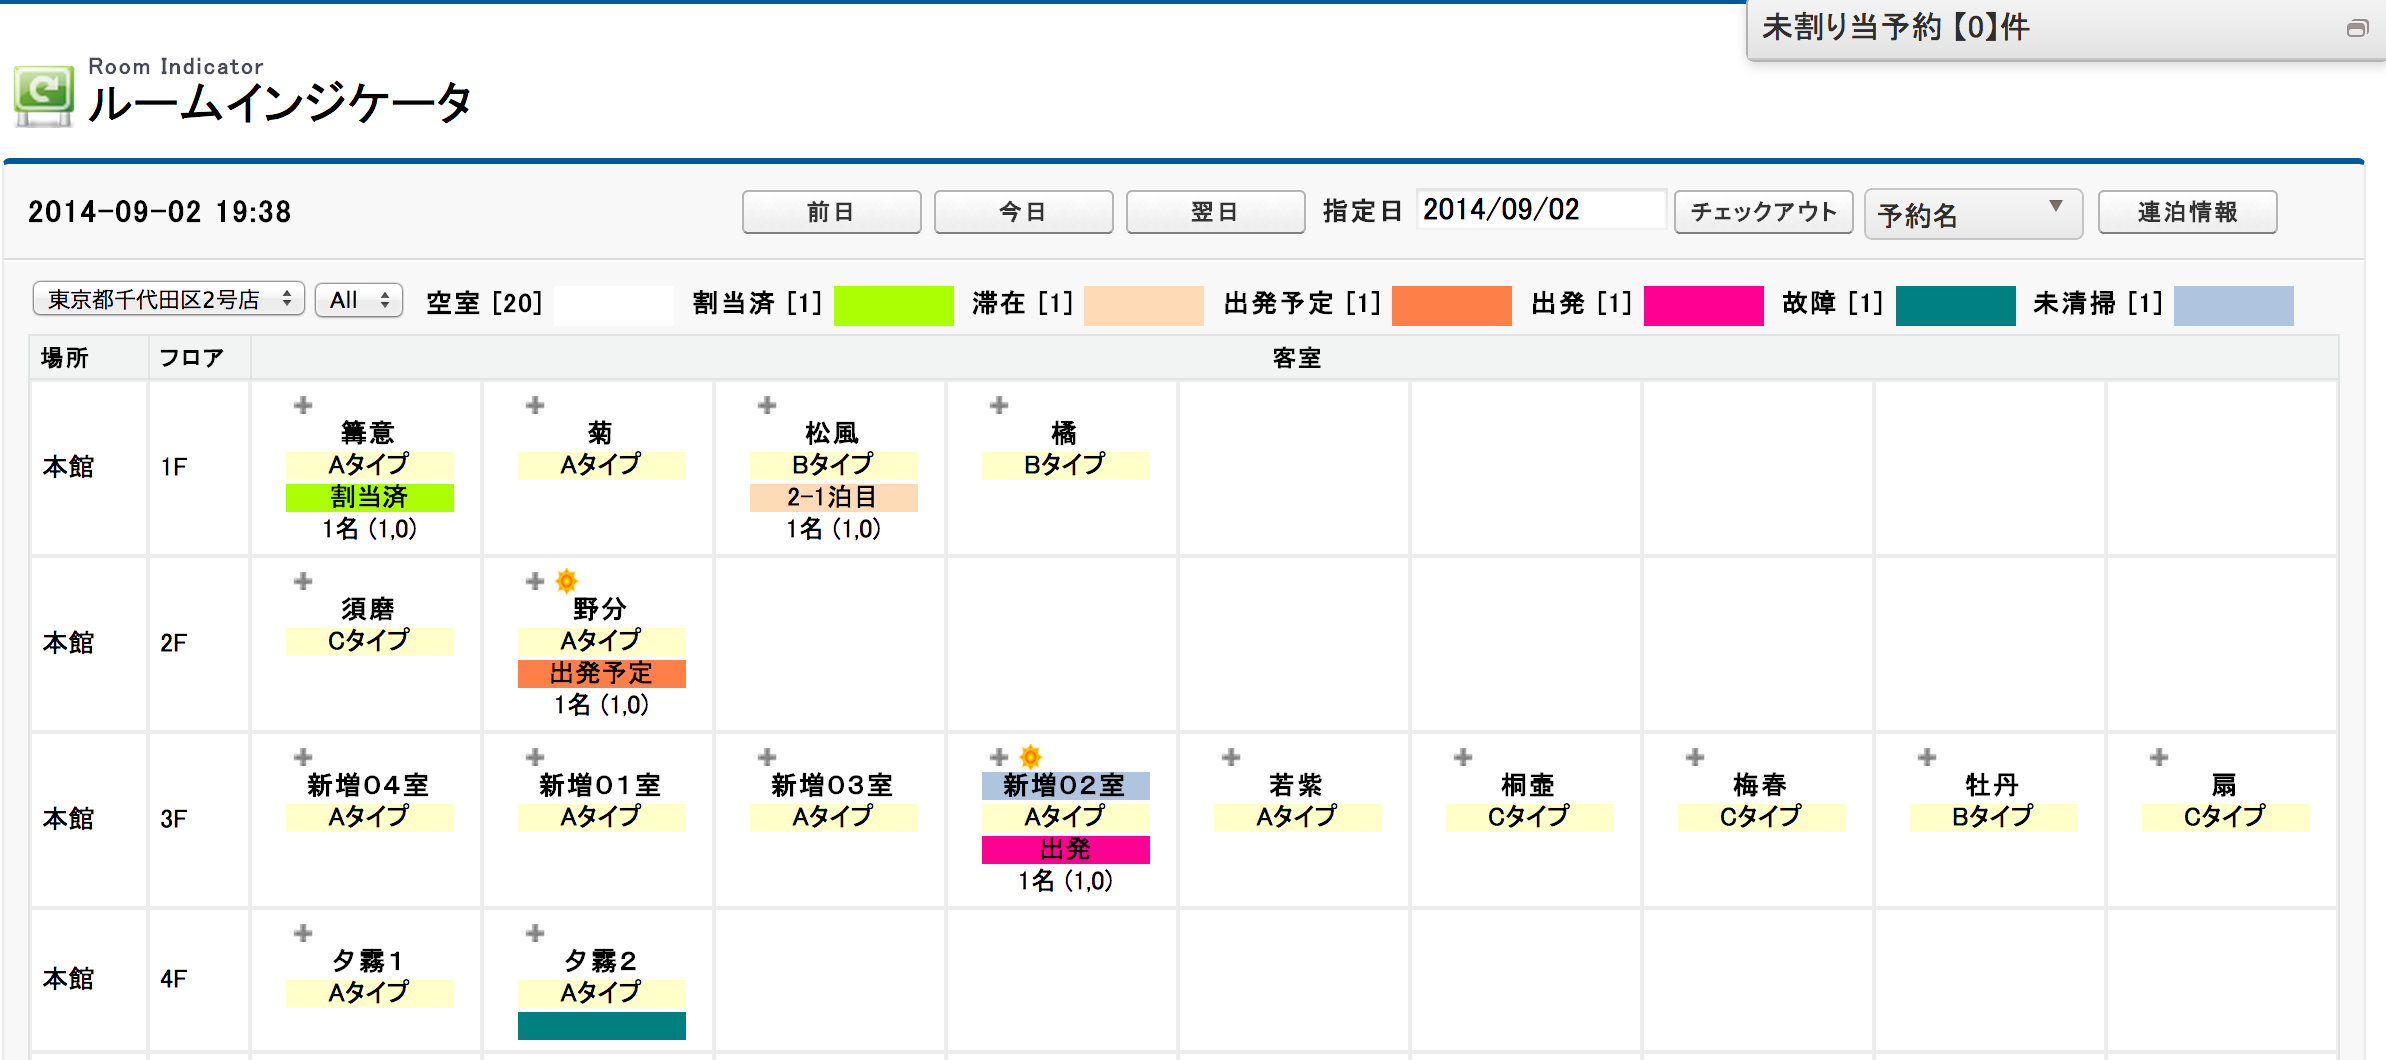 未割り当予約【0】件
Room Indicator
ルームインジケータ
2014-09-02 19:38 前日 今日 翌日 指定日 2014/09/02 チェックアウト 予約名 連泊情報
東京都千代田区2号店 All 空室 [20] 割当済 [1] 滞在 [1] 出発予定 [1] 出発 [1] 故障 [1] 未清掃 [1]
場所 フロア 客室
本館 1F
篝意
Aタイプ
割当済
1名 (1,0)
菊
Aタイプ
松風
Bタイプ
2-1泊目
1名 (1,0)
橘
Bタイプ
本館 2F
須磨
Cタイプ
野分
Aタイプ
出発予定
1名 (1,0)
本館 3F
新増04室
Aタイプ
新増01室
Aタイプ
新増03室
Aタイプ
新増02室
Aタイプ
出発
1名 (1,0)
若紫
Aタイプ
桐壷
Cタイプ
梅春
Cタイプ
牡丹
Bタイプ
扇
Cタイプ
本館 4F
夕霧1
Aタイプ
夕霧2
Aタイプ